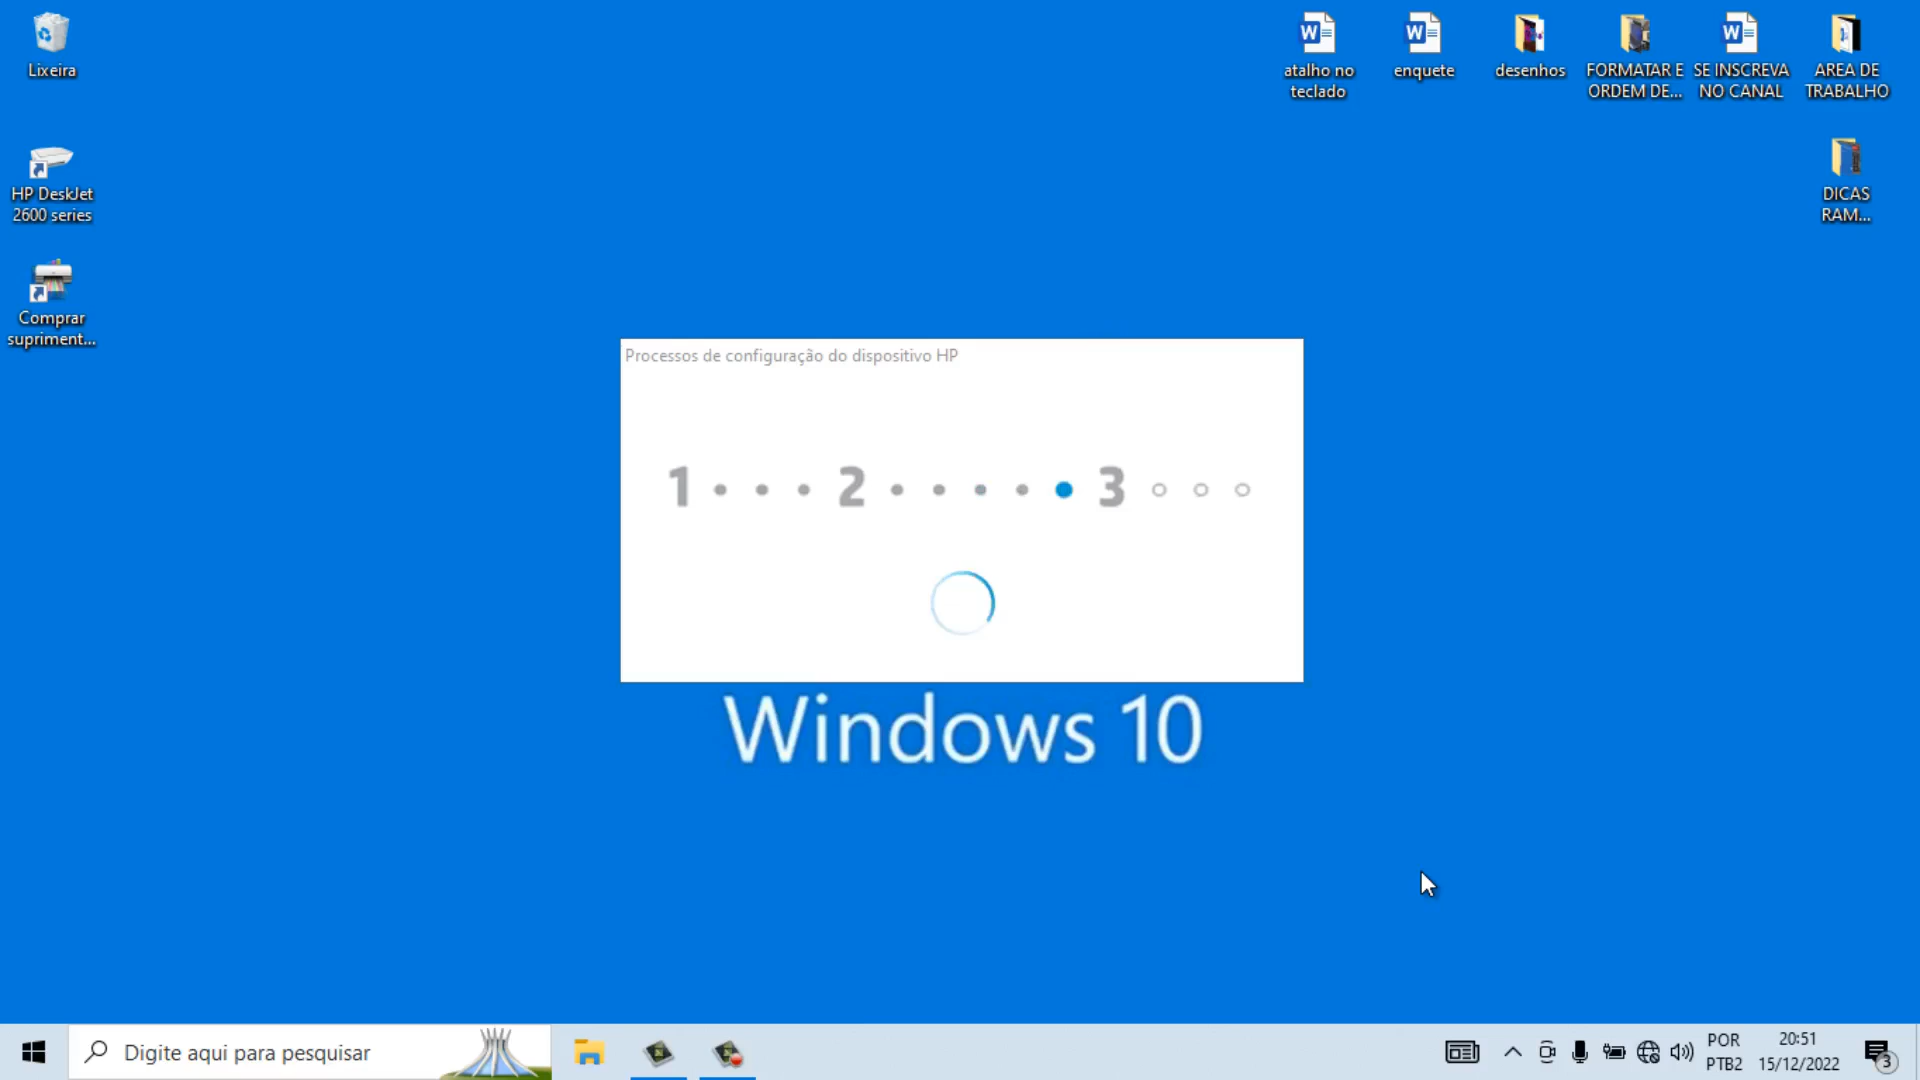 Lixeira
HP DeskJet
2600 series
Comprar
supriment...
atalho no
teclado
enquete
desenhos
FORMATAR E
ORDEM DE...
SE INSCREVA
NO CANAL
AREA DE
TRABALHO
DICAS
RAM...
Processos de configuração do dispositivo HP
1 2 3
Windows 10
Digite aqui para pesquisar
POR
PTB2
20:51
15/12/2022
3